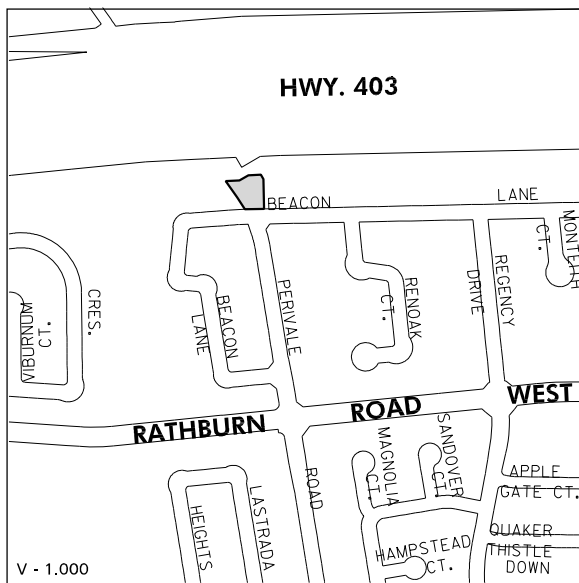 HWY. 403
BEACON LANE
MONTEITH
CT.
REGENCY
DRIVE
RENOAK
CT.
PERIVALE
BEACON
LANE
CRES.
VIBURNUM
CT.
RATHBURN ROAD WEST
MAGNOLIA
CT.
SANDOVER
CT.
ROAD
LASTRADA
HEIGHTS
APPLE
GATE CT.
QUAKER
THISTLE
DOWN
HAMPSTEAD
CT.
V - 1.000